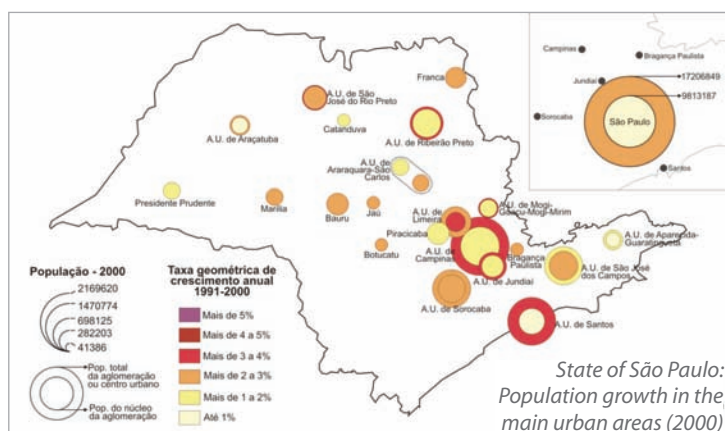 Campinas
Bragança Paulista
Jundiaí
17206849
9813187
São Paulo
Sorocaba
Santos
Franca
A.U. de São
José do Rio Preto
A.U. de Araçatuba
Catanduva
A.U. de Ribeirão Preto
A.U. de
Araraquara-São
Carlos
Presidente Prudente
Marília
Bauru
Jaú
A.U. de Mogi-
Guaçu-Mogi-Mirim
A.U. de
Limeira
Piracicaba
A.U. de
Campinas
Botucatu
Bragança
Paulista
A.U. de Aparecida-
Guaratinguetá
A.U. de São José
dos Campos
A.U. de Jundiaí
A.U. de Sorocaba
A.U. de Santos
População - 2000
2169620
1470774
698125
282203
41386
Pop. total
da aglomeração
ou centro urbano
Pop. do núcleo
da aglomeração
Taxa geométrica de
crescimento anual
1991-2000
Mais de 5%
Mais de 4 a 5%
Mais de 3 a 4%
Mais de 2 a 3%
Mais de 1 a 2%
Até 1%
State of São Paulo:
Population growth in the
main urban areas (2000)